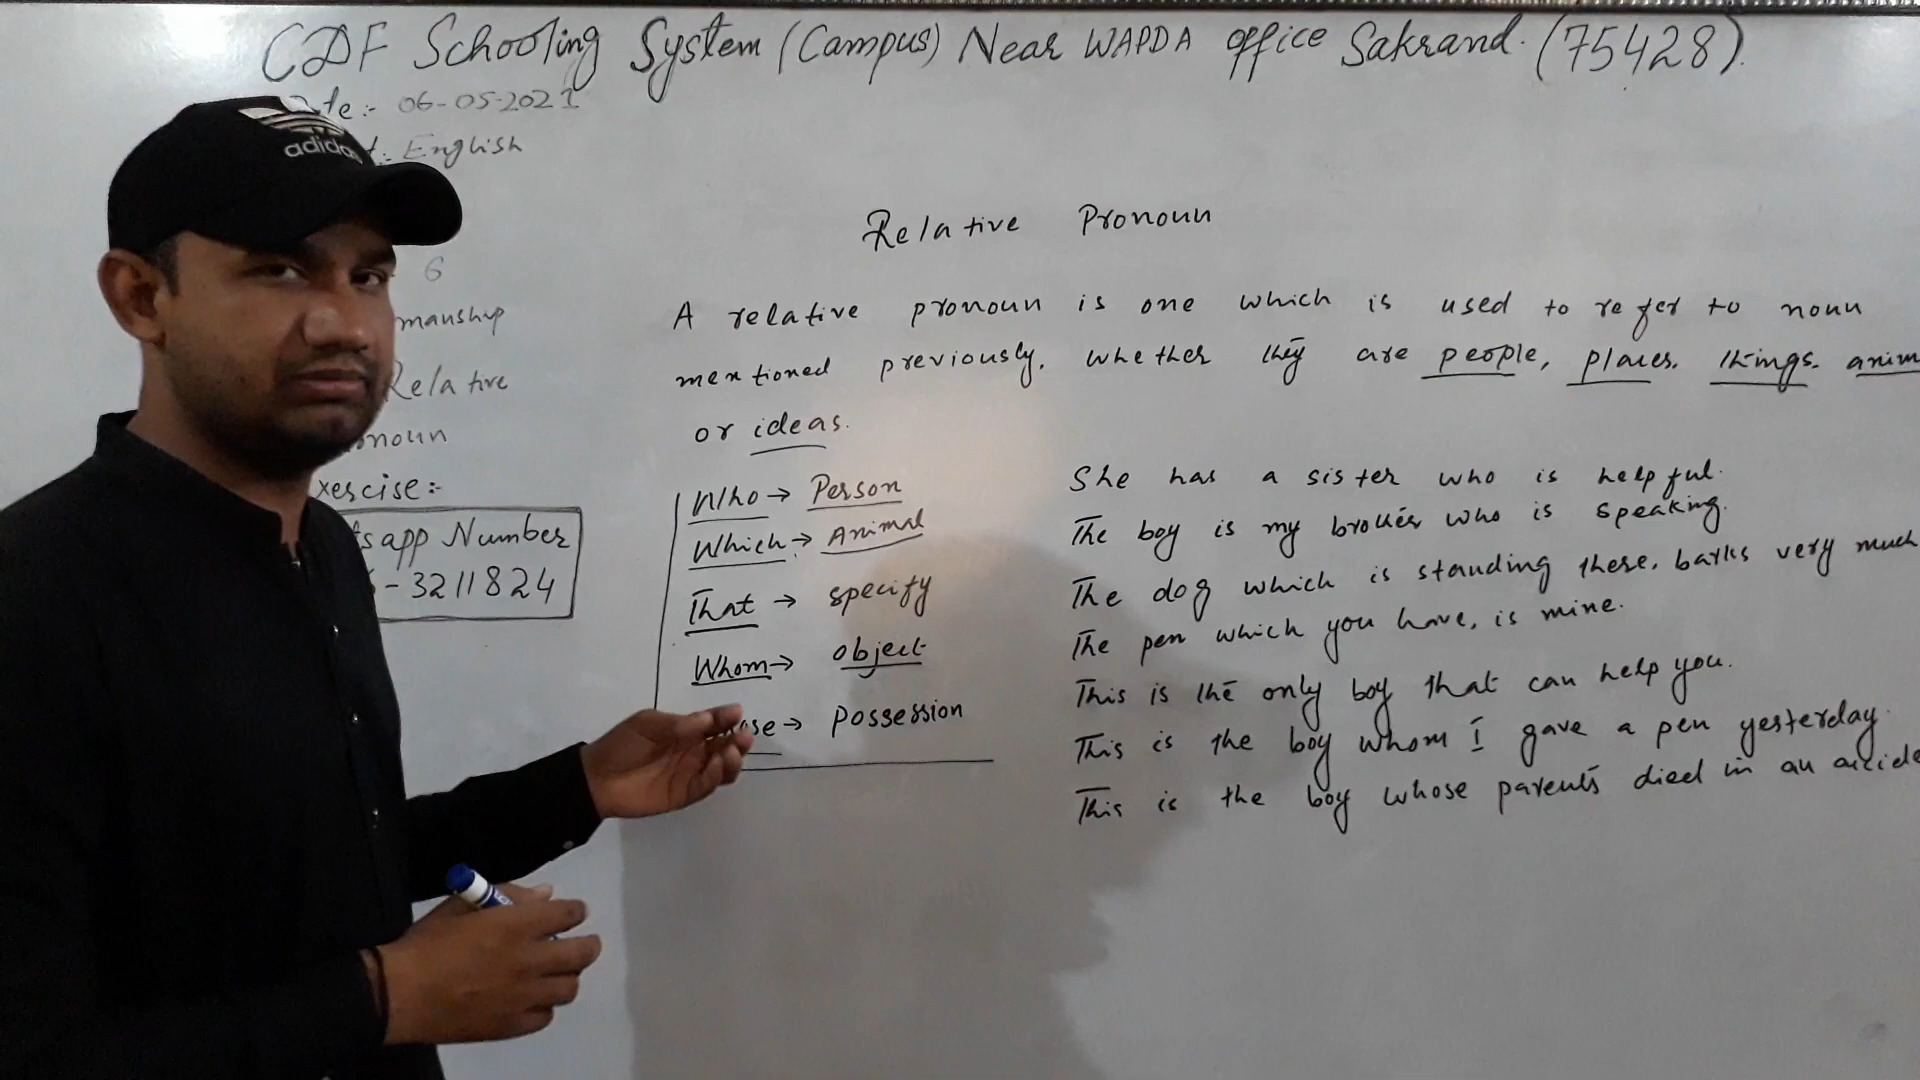 CDF Schooling System (Campus) Near WAPDA office Sakrand. (75428).
06-05-2021
English
adidas
6
Relative
Relative Pronoun
A relative pronoun is one which is used to refer to noun
mentioned previously. whether they are people, places. things.
or ideas.
Who → Person
Which → Animal
That → specify
Whom → object
→ possession
Number
- 3211824
She has a sister who is helpful.
The boy is my brother who is speaking.
The dog which is standing there. barks very much
The pen which you have, is mine.
This is the only boy that can help you.
This is the boy whom I gave a pen yesterday.
This is the boy whose parents died in an